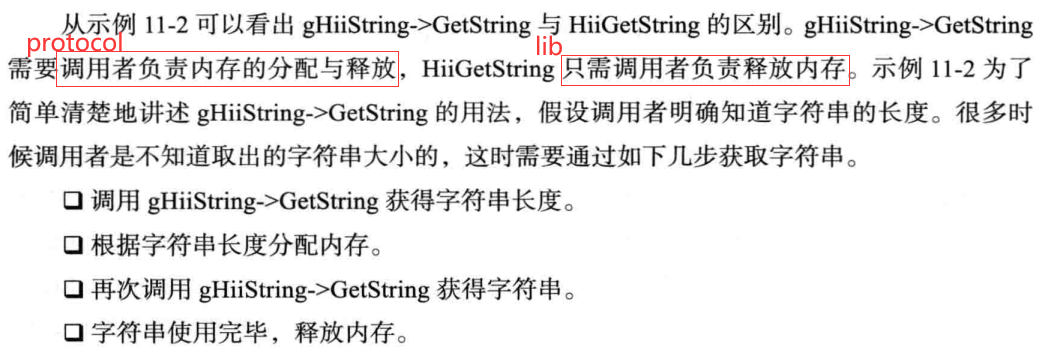 从示例 11-2 可以看出 gHiiString->GetString 与 HiiGetString 的区别。gHiiString->GetString
protocol
lib
需要调用者负责内存的分配与释放，HiiGetString 只需调用者负责释放内存。示例 11-2 为了
简单清楚地讲述 gHiiString->GetString 的用法，假设调用者明确知道字符串的长度。很多时
候调用者是不知道取出的字符串大小的，这时需要通过如下几步获取字符串。
❑ 调用 gHiiString->GetString 获得字符串长度。
❑ 根据字符串长度分配内存。
❑ 再次调用 gHiiString->GetString 获得字符串。
❑ 字符串使用完毕，释放内存。